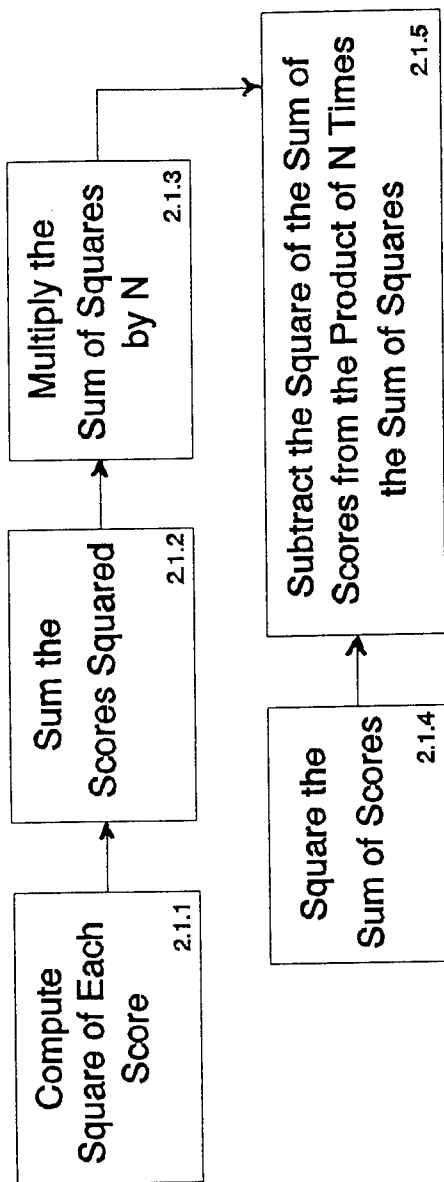 Compute
Square of Each
Score
2.1.1
Sum the
Scores Squared
2.1.2
Multiply the
Sum of Squares
by N
2.1.3
Square the
Sum of Scores
2.1.4
Subtract the Square of the Sum of
Scores from the Product of N Times
the Sum of Squares
2.1.5